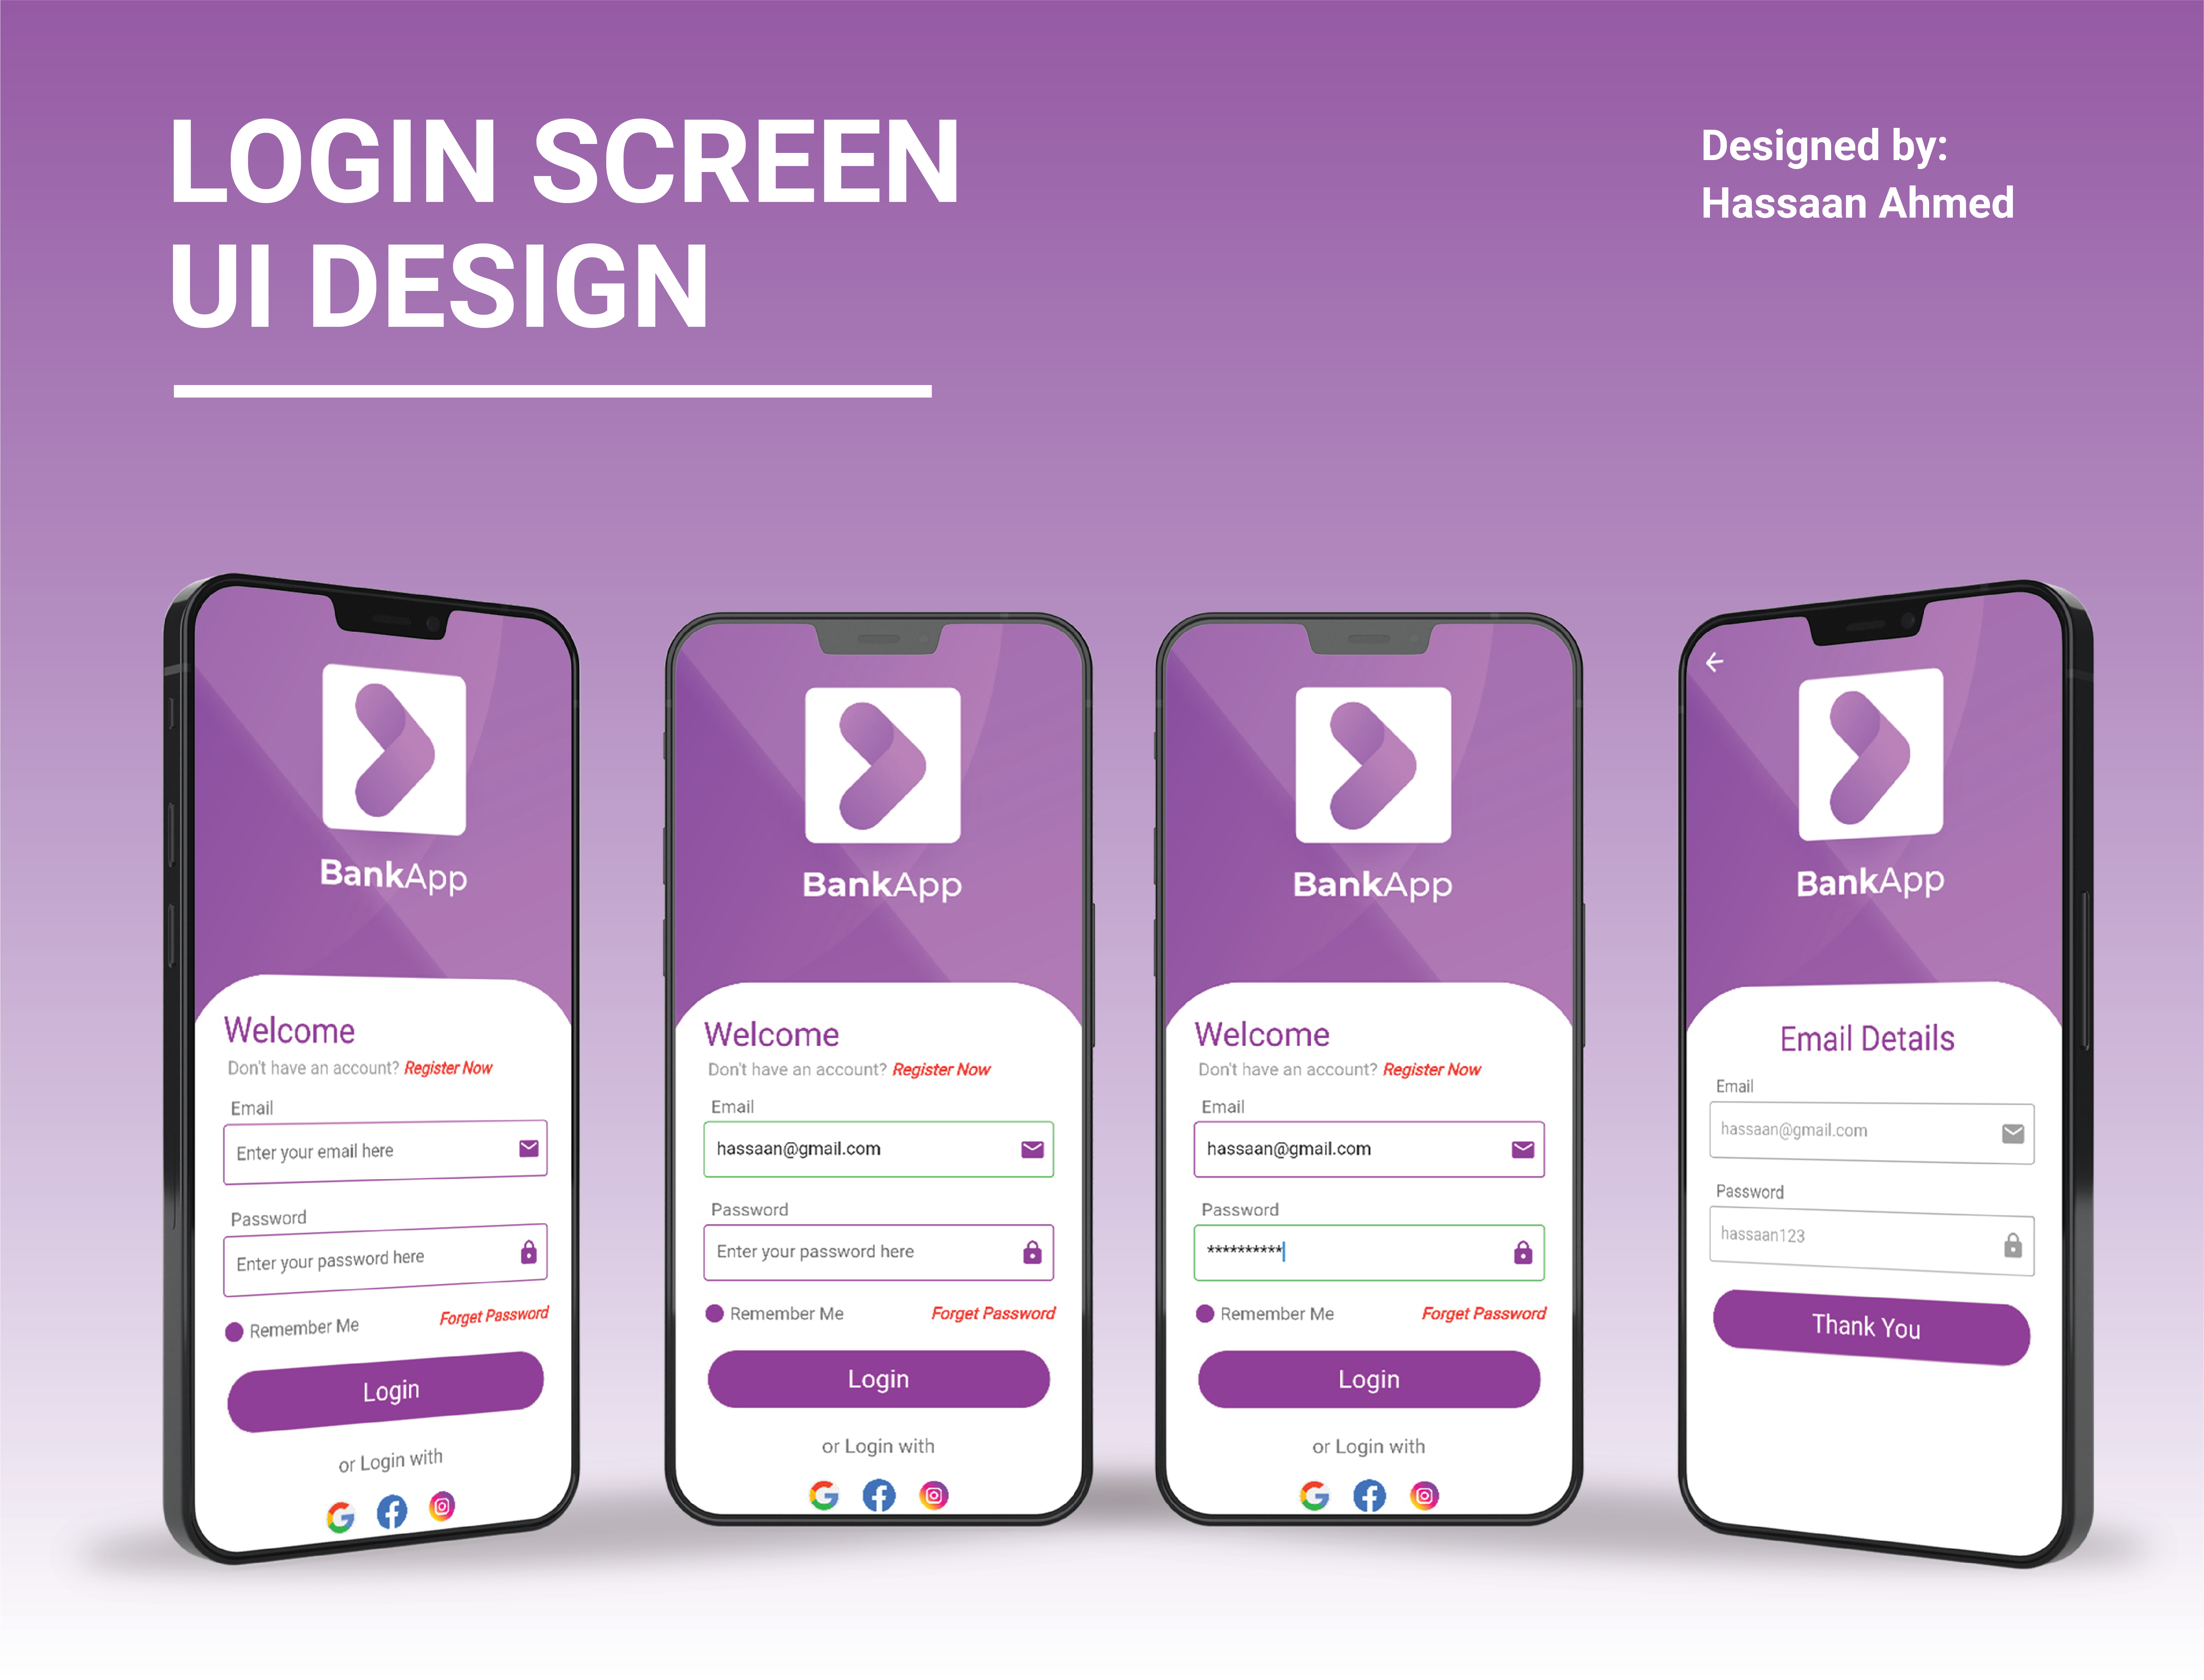 LOGIN SCREEN
UI DESIGN
Designed by:
Hassaan Ahmed
BankApp
Welcome
Don't have an account? Register Now
Email
Enter your email here
Password
Enter your password here
Remember Me Forget Password
Login
or Login with
BankApp
Welcome
Don't have an account? Register Now
Email
hassaan@gmail.com
Password
Enter your password here
Remember Me Forget Password
Login
or Login with
BankApp
Welcome
Don't have an account? Register Now
Email
hassaan@gmail.com
Password
**********
Remember Me Forget Password
Login
or Login with
BankApp
Email Details
Email
hassaan@gmail.com
Password
hassaan123
Thank You